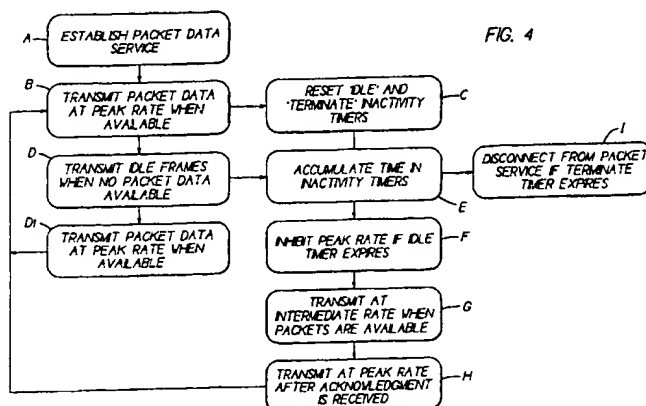 FIG. 4
A
ESTABLISH PACKET DATA
SERVICE
B
TRANSMIT PACKET DATA
AT PEAK RATE WHEN
AVAILABLE
RESET 'IDLE' AND
'TERMINATE' INACTIVITY
TIMERS
C
D
TRANSMIT IDLE FRAMES
WHEN NO PACKET DATA
AVAILABLE
ACCUMULATE TIME IN
INACTIVITY TIMERS
E
DISCONNECT FROM PACKET
SERVICE IF TERMINATE
TIMER EXPIRES
I
D1
TRANSMIT PACKET DATA
AT PEAK RATE WHEN
AVAILABLE
INHIBIT PEAK RATE IF IDLE
TIMER EXPIRES
F
TRANSMIT AT
INTERMEDIATE RATE WHEN
PACKETS ARE AVAILABLE
G
TRANSMIT AT PEAK RATE
AFTER ACKNOWLEDGMENT
IS RECEIVED
H